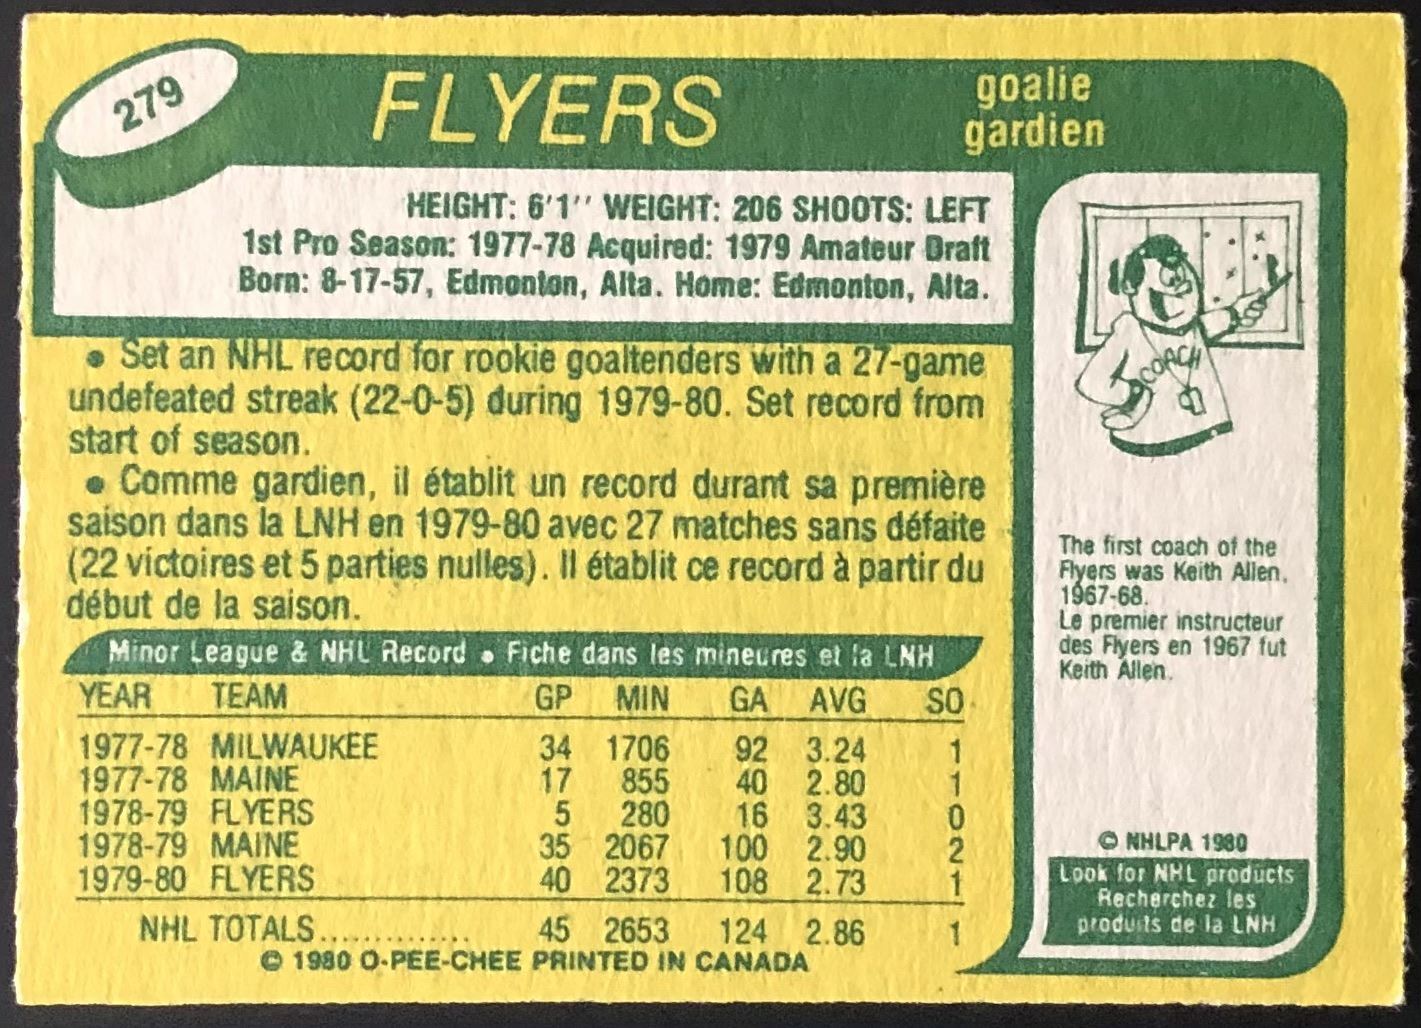 279
FLYERS
goalie
gardien
HEIGHT: 6'1'' WEIGHT: 206 SHOOTS: LEFT
1st Pro Season: 1977-78 Acquired: 1979 Amateur Draft
Born: 8-17-57, Edmonton, Alta. Home: Edmonton, Alta.
• Set an NHL record for rookie goaltenders with a 27-game
undefeated streak (22-0-5) during 1979-80. Set record from
start of season.
• Comme gardien, il établit un record durant sa première
saison dans la LNH en 1979-80 avec 27 matches sans défaite
(22 victoires et 5 parties nulles). Il établit ce record à partir du
début de la saison.
COACH
The first coach of the
Flyers was Keith Allen,
1967-68.
Le premier instructeur
des Flyers en 1967 fut
Keith Allen.
Minor League & NHL Record • Fiche dans les mineures et la LNH
YEAR TEAM GP MIN GA AVG SO
1977-78 MILWAUKEE 34 1706 92 3.24 1
1977-78 MAINE 17 855 40 2.80 1
1978-79 FLYERS 5 280 16 3.43 0
1978-79 MAINE 35 2067 100 2.90 2
1979-80 FLYERS 40 2373 108 2.73 1
NHL TOTALS.............. 45 2653 124 2.86 1
© 1980 O-PEE-CHEE PRINTED IN CANADA
© NHLPA 1980
Look for NHL products
Recherchez les
produits de la LNH